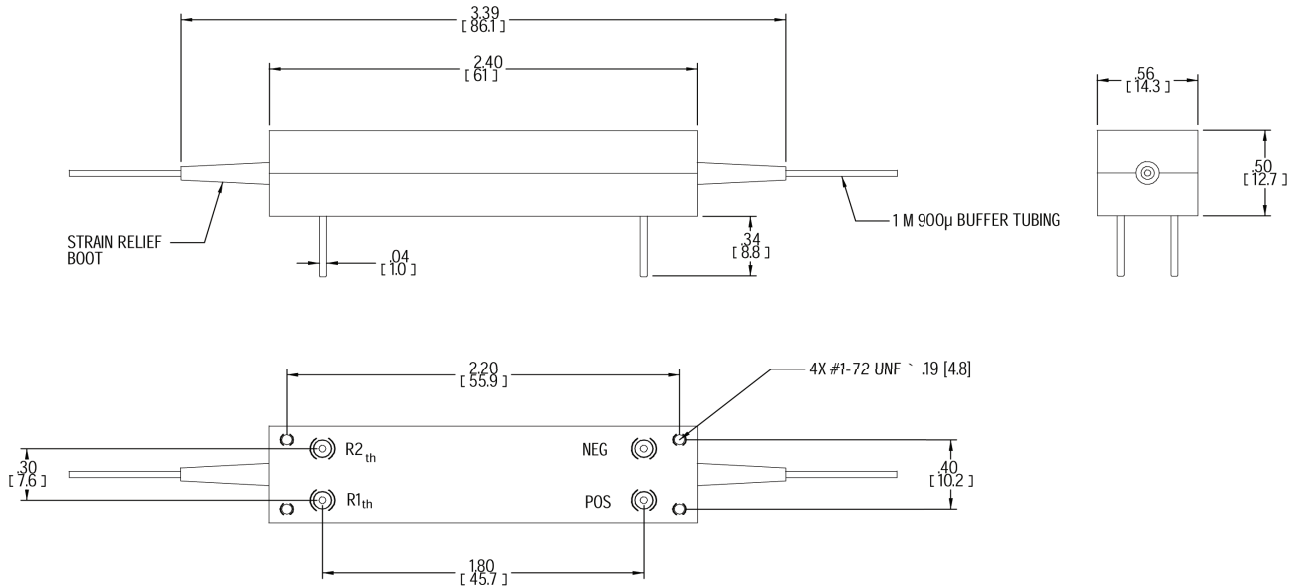 3.39
[ 86.1 ]
2.40
[ 61 ]
.56
[ 14.3 ]
.50
[ 12.7 ]
1 M 900µ BUFFER TUBING
STRAIN RELIEF
BOOT
.04
[ 1.0 ]
.34
[ 8.8 ]
2.20
[ 55.9 ]
4X #1-72 UNF ` .19 [4.8]
R2 th
NEG
.30
[ 7.6 ]
.40
[ 10.2 ]
R1th
POS
1.80
[ 45.7 ]